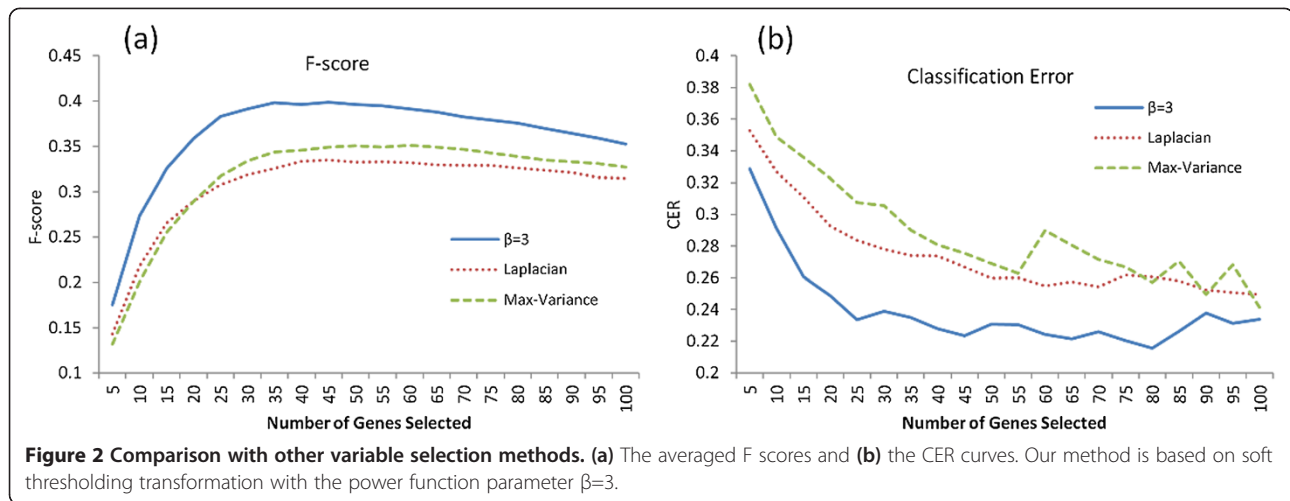 (a)
F-score
0.45
0.4
0.35
0.3
0.25
0.2
0.15
0.1
F-score
β=3
Laplacian
Max-Variance
5 10 15 20 25 30 35 40 45 50 55 60 65 70 75 80 85 90 95 100
Number of Genes Selected
(b)
Classification Error
0.4
0.38
0.36
0.34
0.32
0.3
0.28
0.26
0.24
0.22
0.2
CER
β=3
Laplacian
Max-Variance
5 10 15 20 25 30 35 40 45 50 55 60 65 70 75 80 85 90 95 100
Number of Genes Selected
Figure 2 Comparison with other variable selection methods. (a) The averaged F scores and (b) the CER curves. Our method is based on soft
thresholding transformation with the power function parameter β=3.